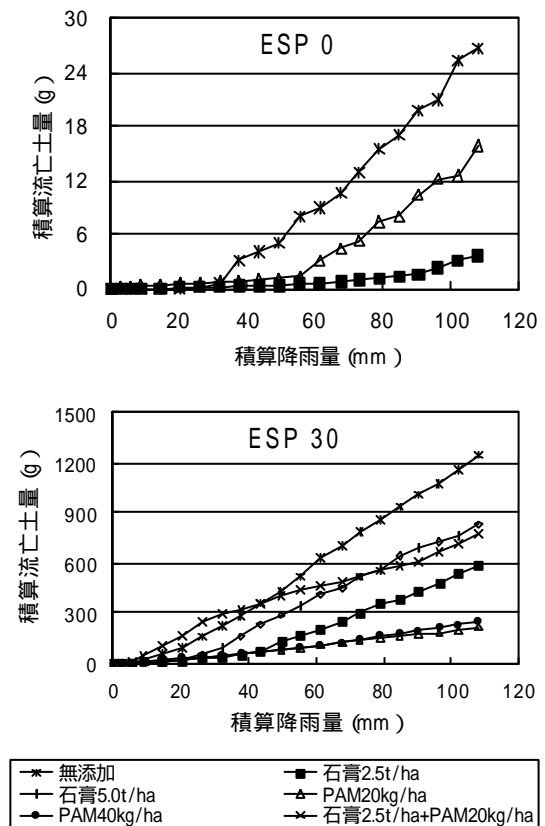 ESP 0
積算流亡土量 (g)
30
24
18
12
6
0
0 20 40 60 80 100 120
積算降雨量 (mm)
ESP 30
積算流亡土量 (g)
1500
1200
900
600
300
0
0 20 40 60 80 100 120
積算降雨量 (mm)
無添加 石膏2.5t/ha
石膏5.0t/ha PAM20kg/ha
PAM40kg/ha 石膏2.5t/ha+PAM20kg/ha